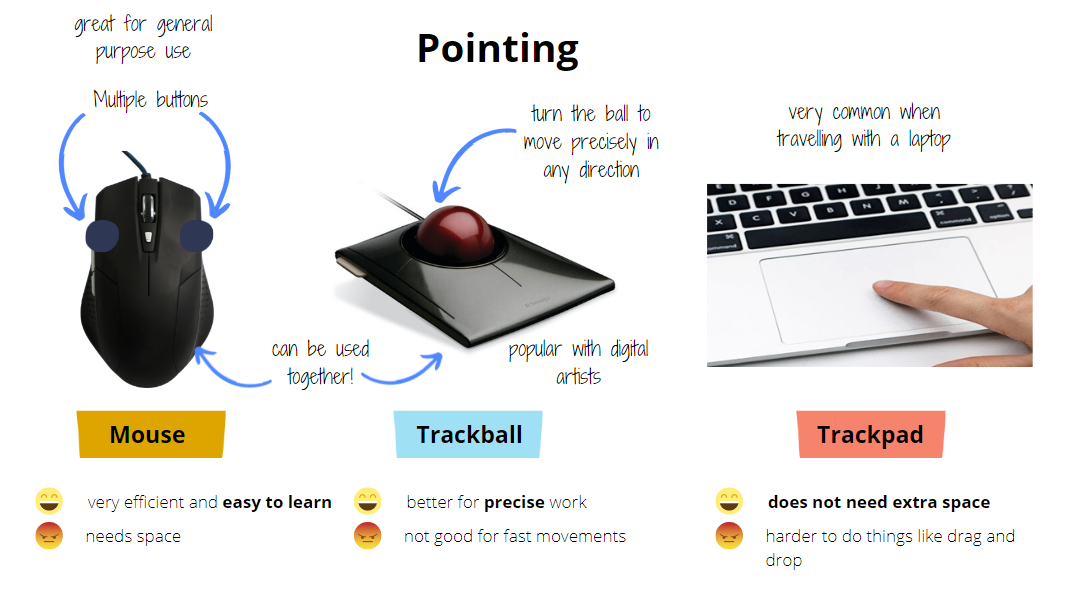 great for general
purpose use
Pointing
Multiple buttons
turn the ball to
move precisely in
any direction
very common when
travelling with a laptop
can be used
together!
popular with digital
artists
D F G H J K L
X C V B N M
command
command option
Mouse
Trackball
Trackpad
very efficient and easy to learn
needs space
better for precise work
not good for fast movements
does not need extra space
harder to do things like drag and
drop